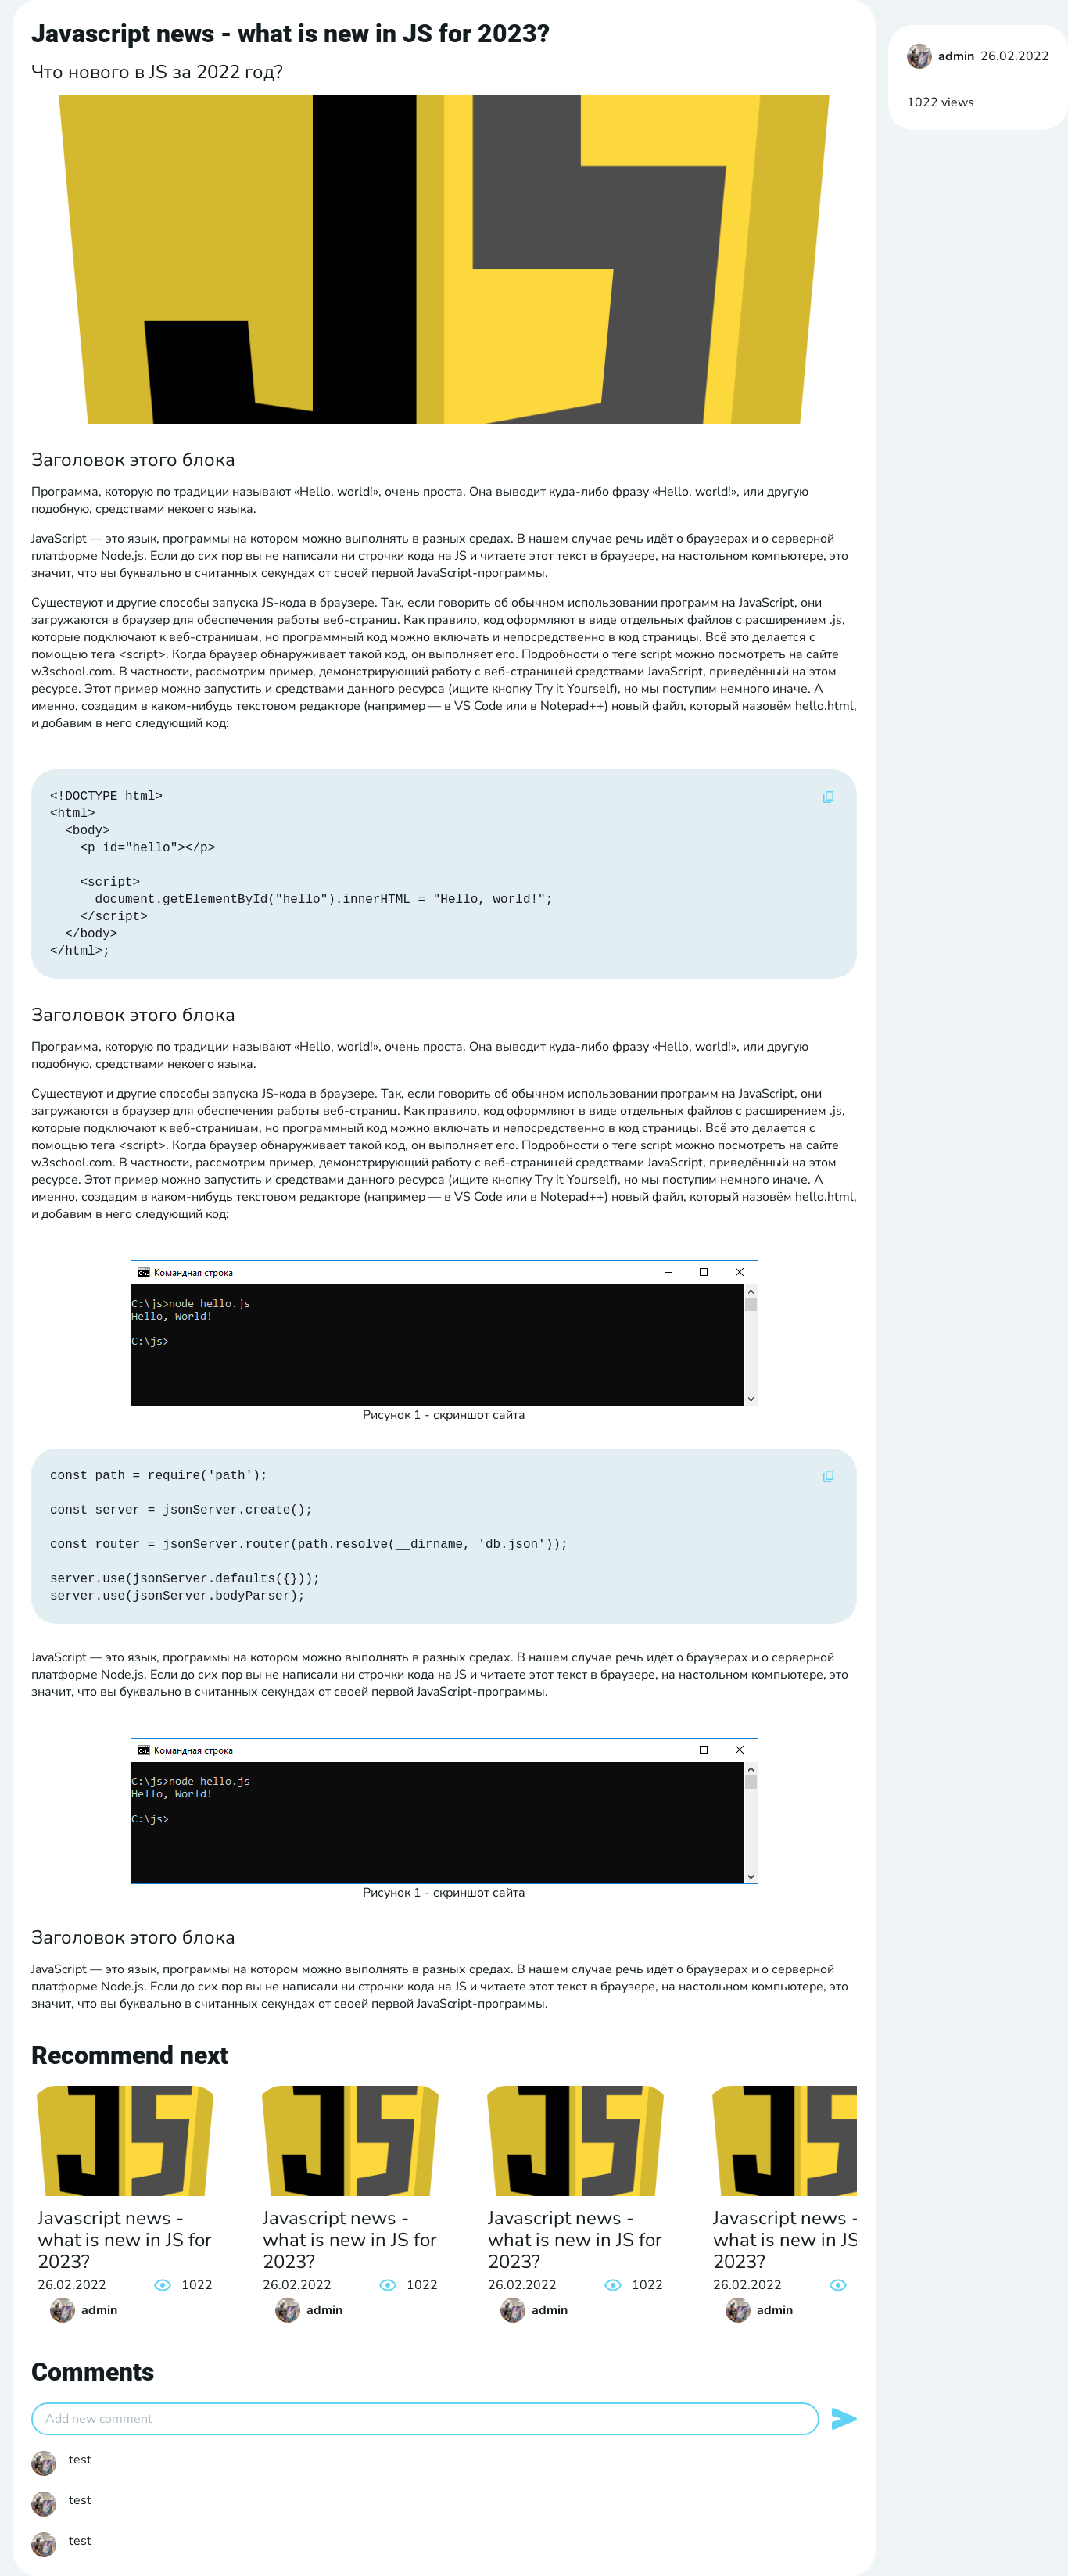 Javascript news - what is new in JS for 2023?
Что нового в JS за 2022 год?
admin 26.02.2022
1022 views
JS
Заголовок этого блока
Программа, которую по традиции называют «Hello, world!», очень проста. Она выводит куда-либо фразу «Hello, world!», или другую
подобную, средствами некоего языка.
JavaScript — это язык, программы на котором можно выполнять в разных средах. В нашем случае речь идёт о браузерах и о серверной
платформе Node.js. Если до сих пор вы не написали ни строчки кода на JS и читаете этот текст в браузере, на настольном компьютере, это
значит, что вы буквально в считанных секундах от своей первой JavaScript-программы.
Существуют и другие способы запуска JS-кода в браузере. Так, если говорить об обычном использовании программ на JavaScript, они
загружаются в браузер для обеспечения работы веб-страниц. Как правило, код оформляют в виде отдельных файлов с расширением .js,
которые подключают к веб-страницам, но программный код можно включать и непосредственно в код страницы. Всё это делается с
помощью тега <script>. Когда браузер обнаруживает такой код, он выполняет его. Подробности о теге script можно посмотреть на сайте
w3school.com. В частности, рассмотрим пример, демонстрирующий работу с веб-страницей средствами JavaScript, приведённый на этом
ресурсе. Этот пример можно запустить и средствами данного ресурса (ищите кнопку Try it Yourself), но мы поступим немного иначе. А
именно, создадим в каком-нибудь текстовом редакторе (например — в VS Code или в Notepad++) новый файл, который назовём hello.html,
и добавим в него следующий код:
<!DOCTYPE html>
<html>
  <body>
    <p id="hello"></p>
    <script>
      document.getElementById("hello").innerHTML = "Hello, world!";
    </script>
  </body>
</html>;
Заголовок этого блока
Программа, которую по традиции называют «Hello, world!», очень проста. Она выводит куда-либо фразу «Hello, world!», или другую
подобную, средствами некоего языка.
Существуют и другие способы запуска JS-кода в браузере. Так, если говорить об обычном использовании программ на JavaScript, они
загружаются в браузер для обеспечения работы веб-страниц. Как правило, код оформляют в виде отдельных файлов с расширением .js,
которые подключают к веб-страницам, но программный код можно включать и непосредственно в код страницы. Всё это делается с
помощью тега <script>. Когда браузер обнаруживает такой код, он выполняет его. Подробности о теге script можно посмотреть на сайте
w3school.com. В частности, рассмотрим пример, демонстрирующий работу с веб-страницей средствами JavaScript, приведённый на этом
ресурсе. Этот пример можно запустить и средствами данного ресурса (ищите кнопку Try it Yourself), но мы поступим немного иначе. А
именно, создадим в каком-нибудь текстовом редакторе (например — в VS Code или в Notepad++) новый файл, который назовём hello.html,
и добавим в него следующий код:
Командная строка
C:\js>node hello.js
Hello, World!
C:\js>
Рисунок 1 - скриншот сайта
const path = require('path');
const server = jsonServer.create();
const router = jsonServer.router(path.resolve(__dirname, 'db.json'));
server.use(jsonServer.defaults({}));
server.use(jsonServer.bodyParser);
JavaScript — это язык, программы на котором можно выполнять в разных средах. В нашем случае речь идёт о браузерах и о серверной
платформе Node.js. Если до сих пор вы не написали ни строчки кода на JS и читаете этот текст в браузере, на настольном компьютере, это
значит, что вы буквально в считанных секундах от своей первой JavaScript-программы.
Командная строка
C:\js>node hello.js
Hello, World!
C:\js>
Рисунок 1 - скриншот сайта
Заголовок этого блока
JavaScript — это язык, программы на котором можно выполнять в разных средах. В нашем случае речь идёт о браузерах и о серверной
платформе Node.js. Если до сих пор вы не написали ни строчки кода на JS и читаете этот текст в браузере, на настольном компьютере, это
значит, что вы буквально в считанных секундах от своей первой JavaScript-программы.
Recommend next
JS
Javascript news -
what is new in JS for
2023?
26.02.2022 1022
admin
JS
Javascript news -
what is new in JS for
2023?
26.02.2022 1022
admin
JS
Javascript news -
what is new in JS for
2023?
26.02.2022 1022
admin
JS
Javascript news -
what is new in JS
2023?
26.02.2022
admin
Comments
Add new comment
test
test
test